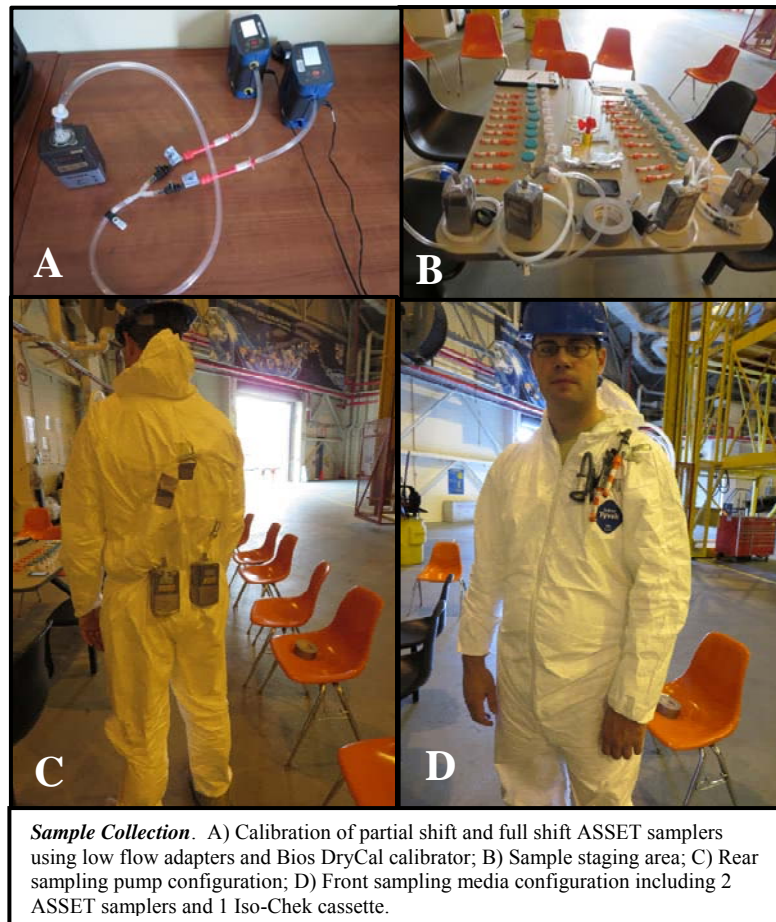 A
B
C
D
Tyvek
Sample Collection. A) Calibration of partial shift and full shift ASSET samplers
using low flow adapters and Bios DryCal calibrator; B) Sample staging area; C) Rear
sampling pump configuration; D) Front sampling media configuration including 2
ASSET samplers and 1 Iso-Chek cassette.